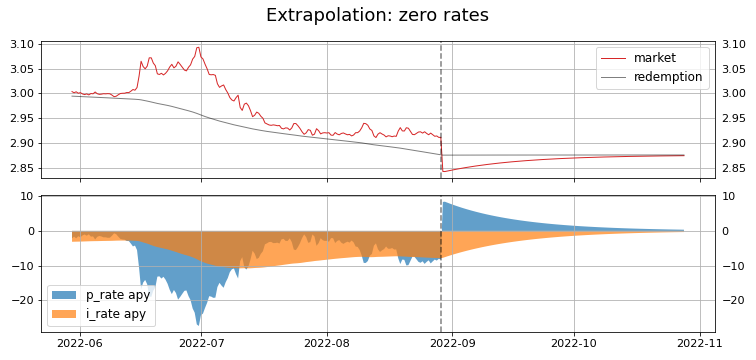 Extrapolation: zero rates
3.10 3.10
3.05 market 3.05
redemption
3.00 3.00
2.95 2.95
2.90 2.90
2.85 2.85
10 10
0 0
−10 −10
p_rate apy
−20 −20
i_rate apy
2022-06 2022-07 2022-08 2022-09 2022-10 2022-11